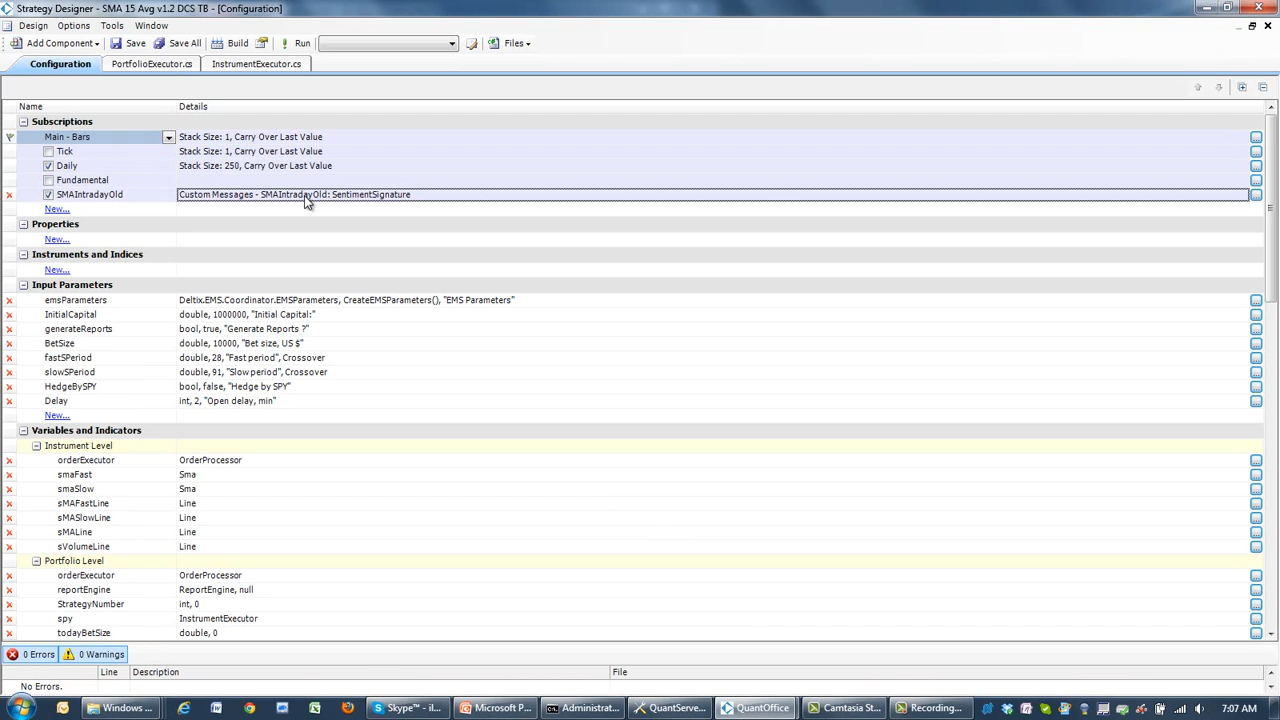 Strategy Designer - SMA 15 Avg v1.2 DCS TB - [Configuration]
Design Options Tools Window
Add Component Save Save All Build Run Files
Configuration PortfolioExecutor.cs InstrumentExecutor.cs
Name Details
Subscriptions
Main - Bars Stack Size: 1, Carry Over Last Value
Tick Stack Size: 1, Carry Over Last Value
Daily Stack Size: 250, Carry Over Last Value
Fundamental
SMAIntradayOld Custom Messages - SMAIntradayOld: SentimentSignature
New...
Properties
New...
Instruments and Indices
New...
Input Parameters
emsParameters Deltix.EMS.Coordinator.EMSParameters, CreateEMSParameters(), "EMS Parameters"
InitialCapital double, 1000000, "Initial Capital:"
generateReports bool, true, "Generate Reports ?"
BetSize double, 10000, "Bet size, US $"
fastSPeriod double, 28, "Fast period", Crossover
slowSPeriod double, 91, "Slow period", Crossover
HedgeBySPY bool, false, "Hedge by SPY"
Delay int, 2, "Open delay, min"
New...
Variables and Indicators
Instrument Level
orderExecutor OrderProcessor
smaFast Sma
smaSlow Sma
sMAFastLine Line
sMASlowLine Line
sMALine Line
sVolumeLine Line
Portfolio Level
orderExecutor OrderProcessor
reportEngine ReportEngine, null
StrategyNumber int, 0
spy InstrumentExecutor
todayBetSize double, 0
0 Errors 0 Warnings
Line Description File
No Errors.
Windows ... Skype™ - il... Microsoft P... Administrat... QuantServe... QuantOffice Camtasia St... Recording... 7:07 AM